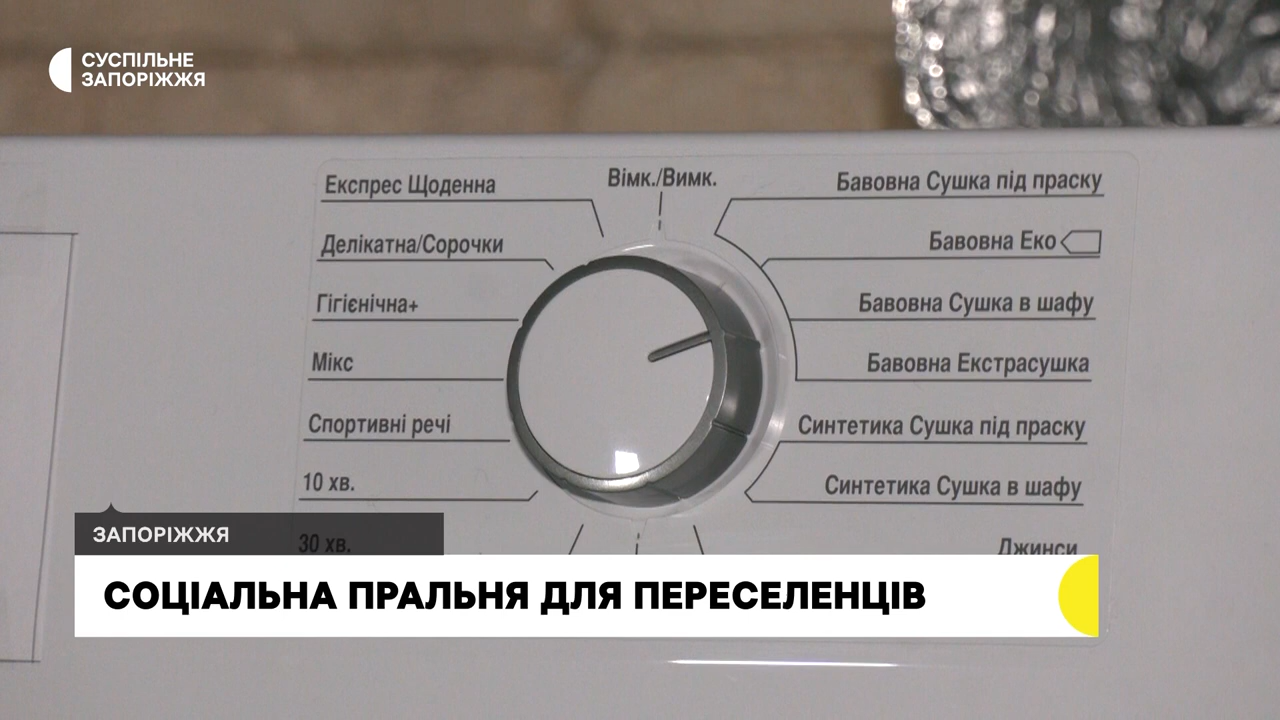 СУСПІЛЬНЕ
ЗАПОРІЖЖЯ
Експрес Щоденна
Вімк./Вимк.
Бавовна Сушка під праску
Делікатна/Сорочки
Бавовна Еко
Гігієнічна+
Бавовна Сушка в шафу
Мікс
Бавовна Екстрасушка
Спортивні речі
Синтетика Сушка під праску
10 хв.
Синтетика Сушка в шафу
30 хв.
Джинси
ЗАПОРІЖЖЯ
СОЦІАЛЬНА ПРАЛЬНЯ ДЛЯ ПЕРЕСЕЛЕНЦІВ